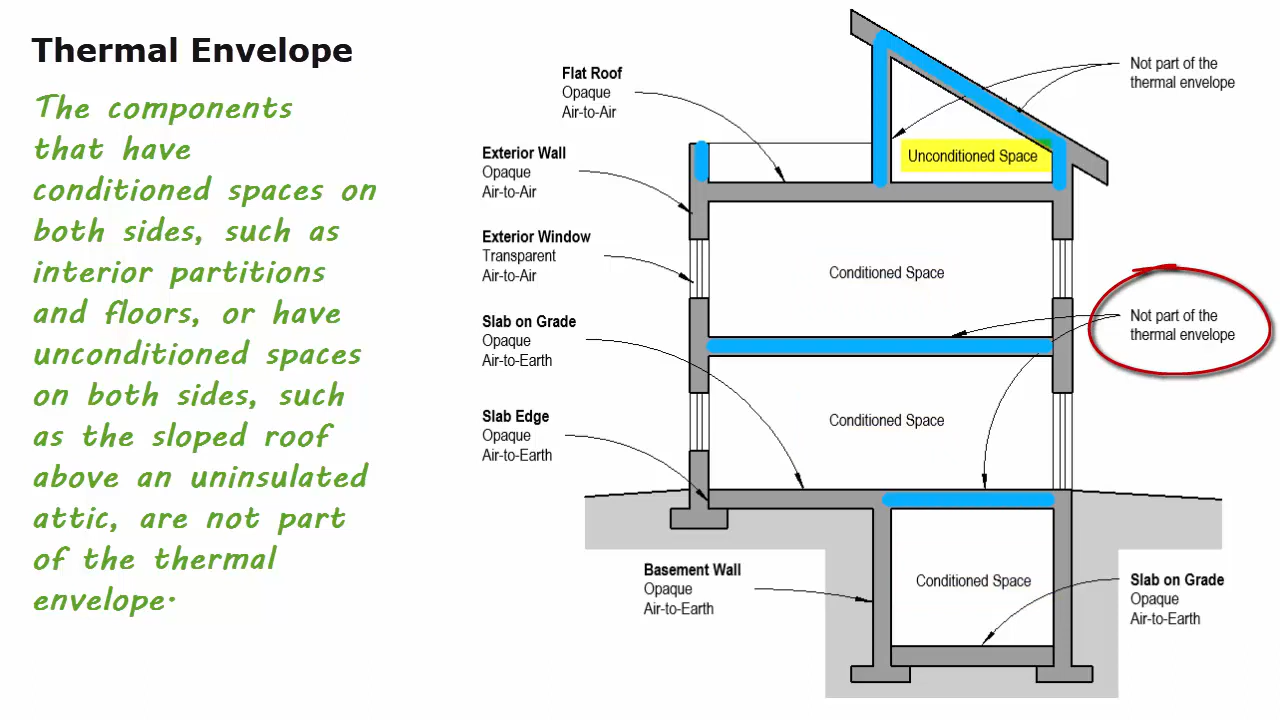 Thermal Envelope
The components
that have
conditioned spaces on
both sides, such as
interior partitions
and floors, or have
unconditioned spaces
on both sides, such
as the sloped roof
above an uninsulated
attic, are not part
of the thermal
envelope.
Flat Roof
Opaque
Air-to-Air
Exterior Wall
Opaque
Air-to-Air
Exterior Window
Transparent
Air-to-Air
Slab on Grade
Opaque
Air-to-Earth
Slab Edge
Opaque
Air-to-Earth
Basement Wall
Opaque
Air-to-Earth
Unconditioned Space
Conditioned Space
Conditioned Space
Conditioned Space
Not part of the
thermal envelope
Not part of the
thermal envelope
Slab on Grade
Opaque
Air-to-Earth